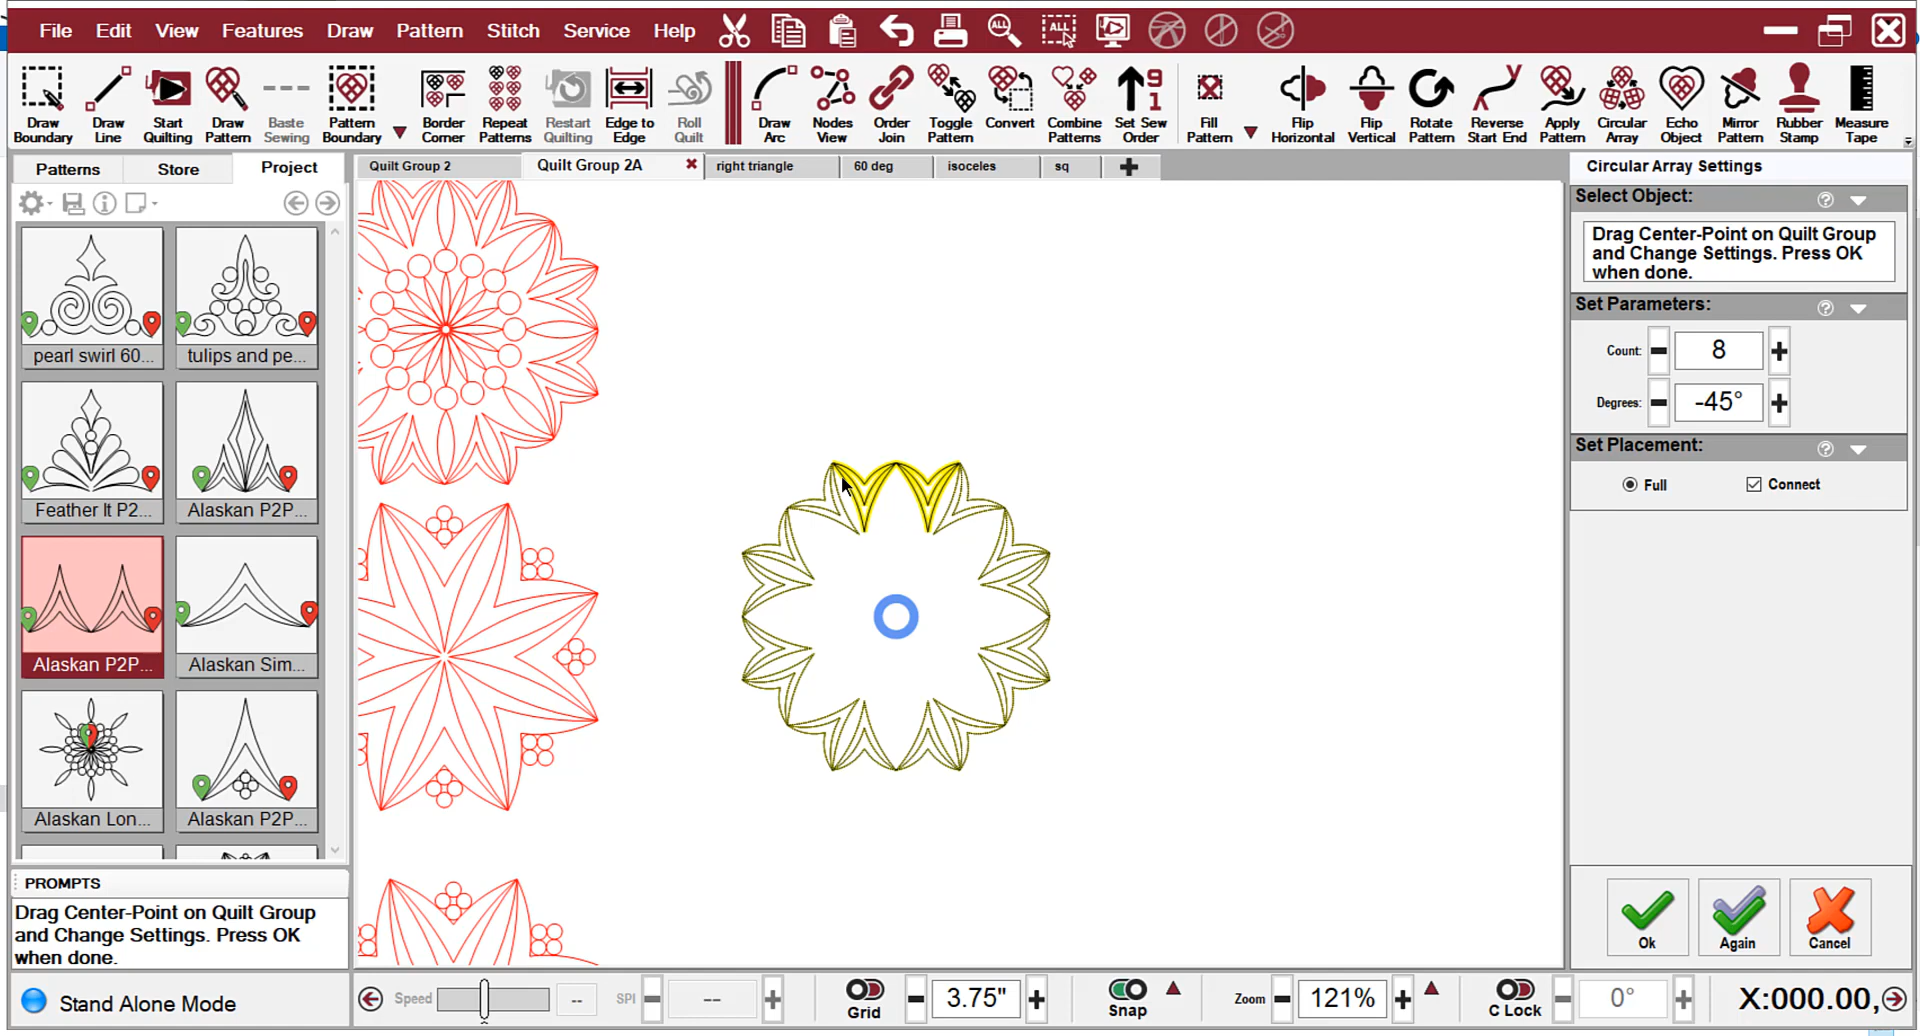 File Edit View Features Draw Pattern Stitch Service Help
Draw Boundary
Draw Line
Start Quilting
Draw Pattern
Baste Sewing
Pattern Boundary
Border Corner
Repeat Patterns
Restart Quilting
Edge to Edge
Roll Quilt
Draw Arc
Nodes View
Order Join
Toggle Pattern
Convert
Combine Patterns
Set Sew Order
Fill Pattern
Flip Horizontal
Flip Vertical
Rotate Pattern
Reverse Start End
Apply Pattern
Circular Array
Echo Object
Mirror Pattern
Rubber Stamp
Measure Tape
ALL
ALL
9
1
Patterns Store Project
Quilt Group 2 Quilt Group 2A right triangle 60 deg isoceles sq
pearl swirl 60...
tulips and pe...
Feather It P2...
Alaskan P2P...
Alaskan P2P...
Alaskan Sim...
Alaskan Lon...
Alaskan P2P...
PROMPTS
Drag Center-Point on Quilt Group
and Change Settings. Press OK
when done.
Stand Alone Mode
Circular Array Settings
Select Object:
Drag Center-Point on Quilt Group
and Change Settings. Press OK
when done.
Set Parameters:
Count: 8
Degrees: -45°
Set Placement:
Full Connect
Ok Again Cancel
Speed -- SPI -- Grid 3.75" Snap Zoom 121% C Lock 0° X:000.00,